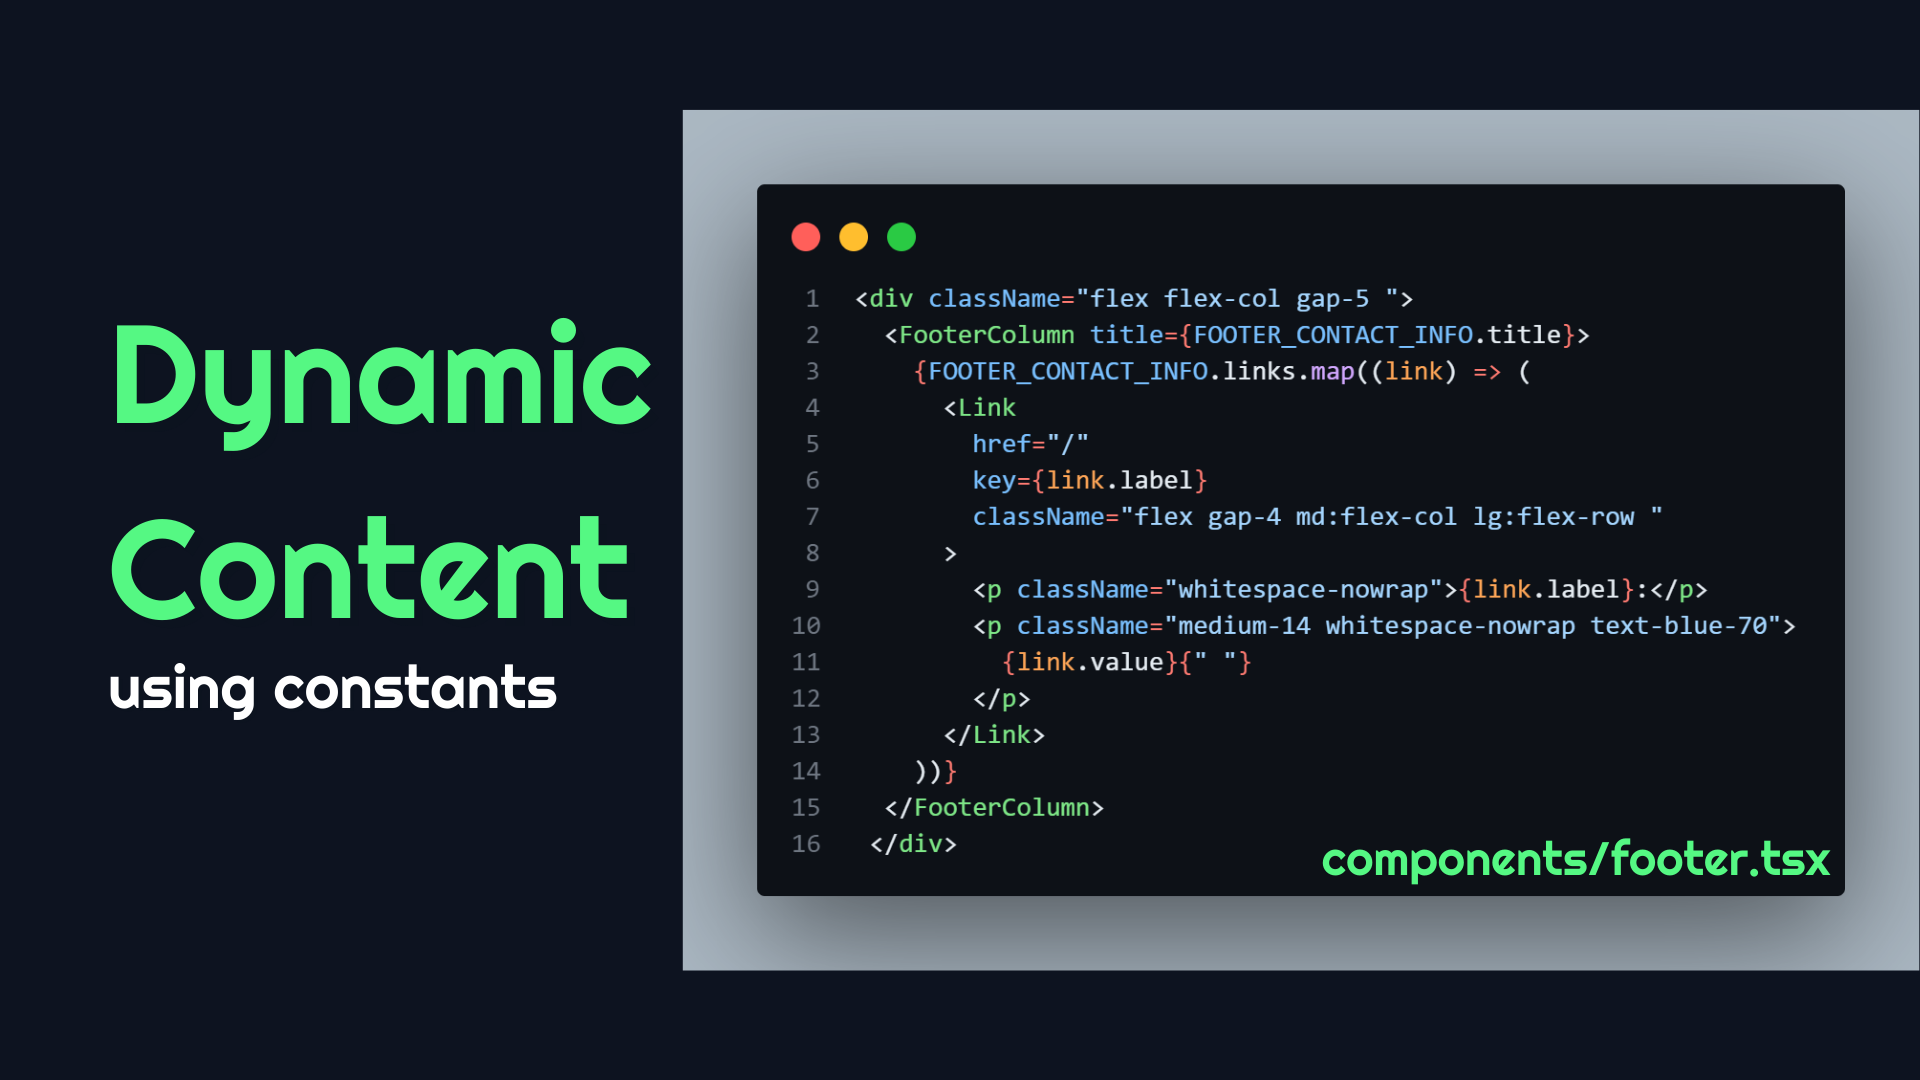 Dynamic
Content
using constants
1 <div className="flex flex-col gap-5 ">
2   <FooterColumn title={FOOTER_CONTACT_INFO.title}>
3     {FOOTER_CONTACT_INFO.links.map((link) => (
4       <Link
5         href="/"
6         key={link.label}
7         className="flex gap-4 md:flex-col lg:flex-row "
8       >
9         <p className="whitespace-nowrap">{link.label}:</p>
10         <p className="medium-14 whitespace-nowrap text-blue-70">
11           {link.value}{" "}
12         </p>
13       </Link>
14     ))}
15   </FooterColumn>
16  </div>
components/footer.tsx